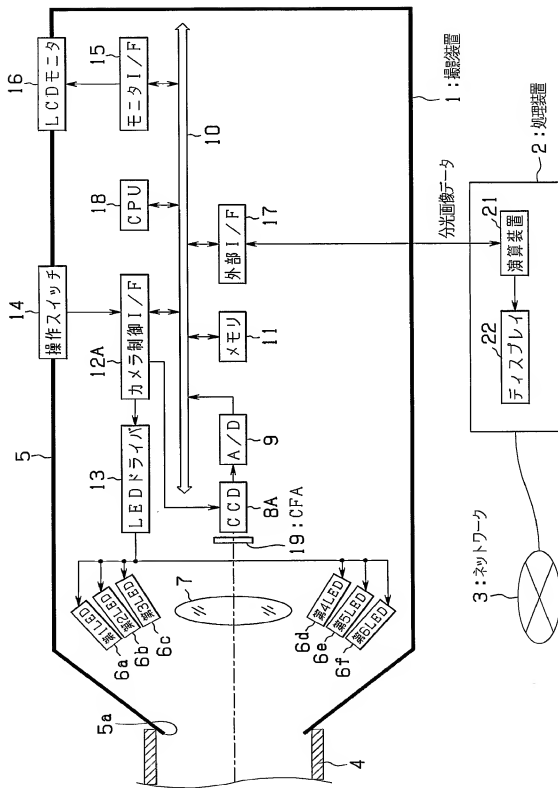 16
LCDモニタ
15
モニタI/F
10
18
CPU
17
外部I/F
14
操作スイッチ
12A
カメラ制御I/F
11
メモリ
5
13
LEDドライバ
9
A/D
8A
CCD
19:CFA
7
第1LED
第2LED
第3LED
6a
6b
6c
第4LED
第5LED
第6LED
6d
6e
6f
5a
4
1:撮影装置
分光画像データ
2:処理装置
21
演算装置
22
ディスプレイ
3:ネットワーク